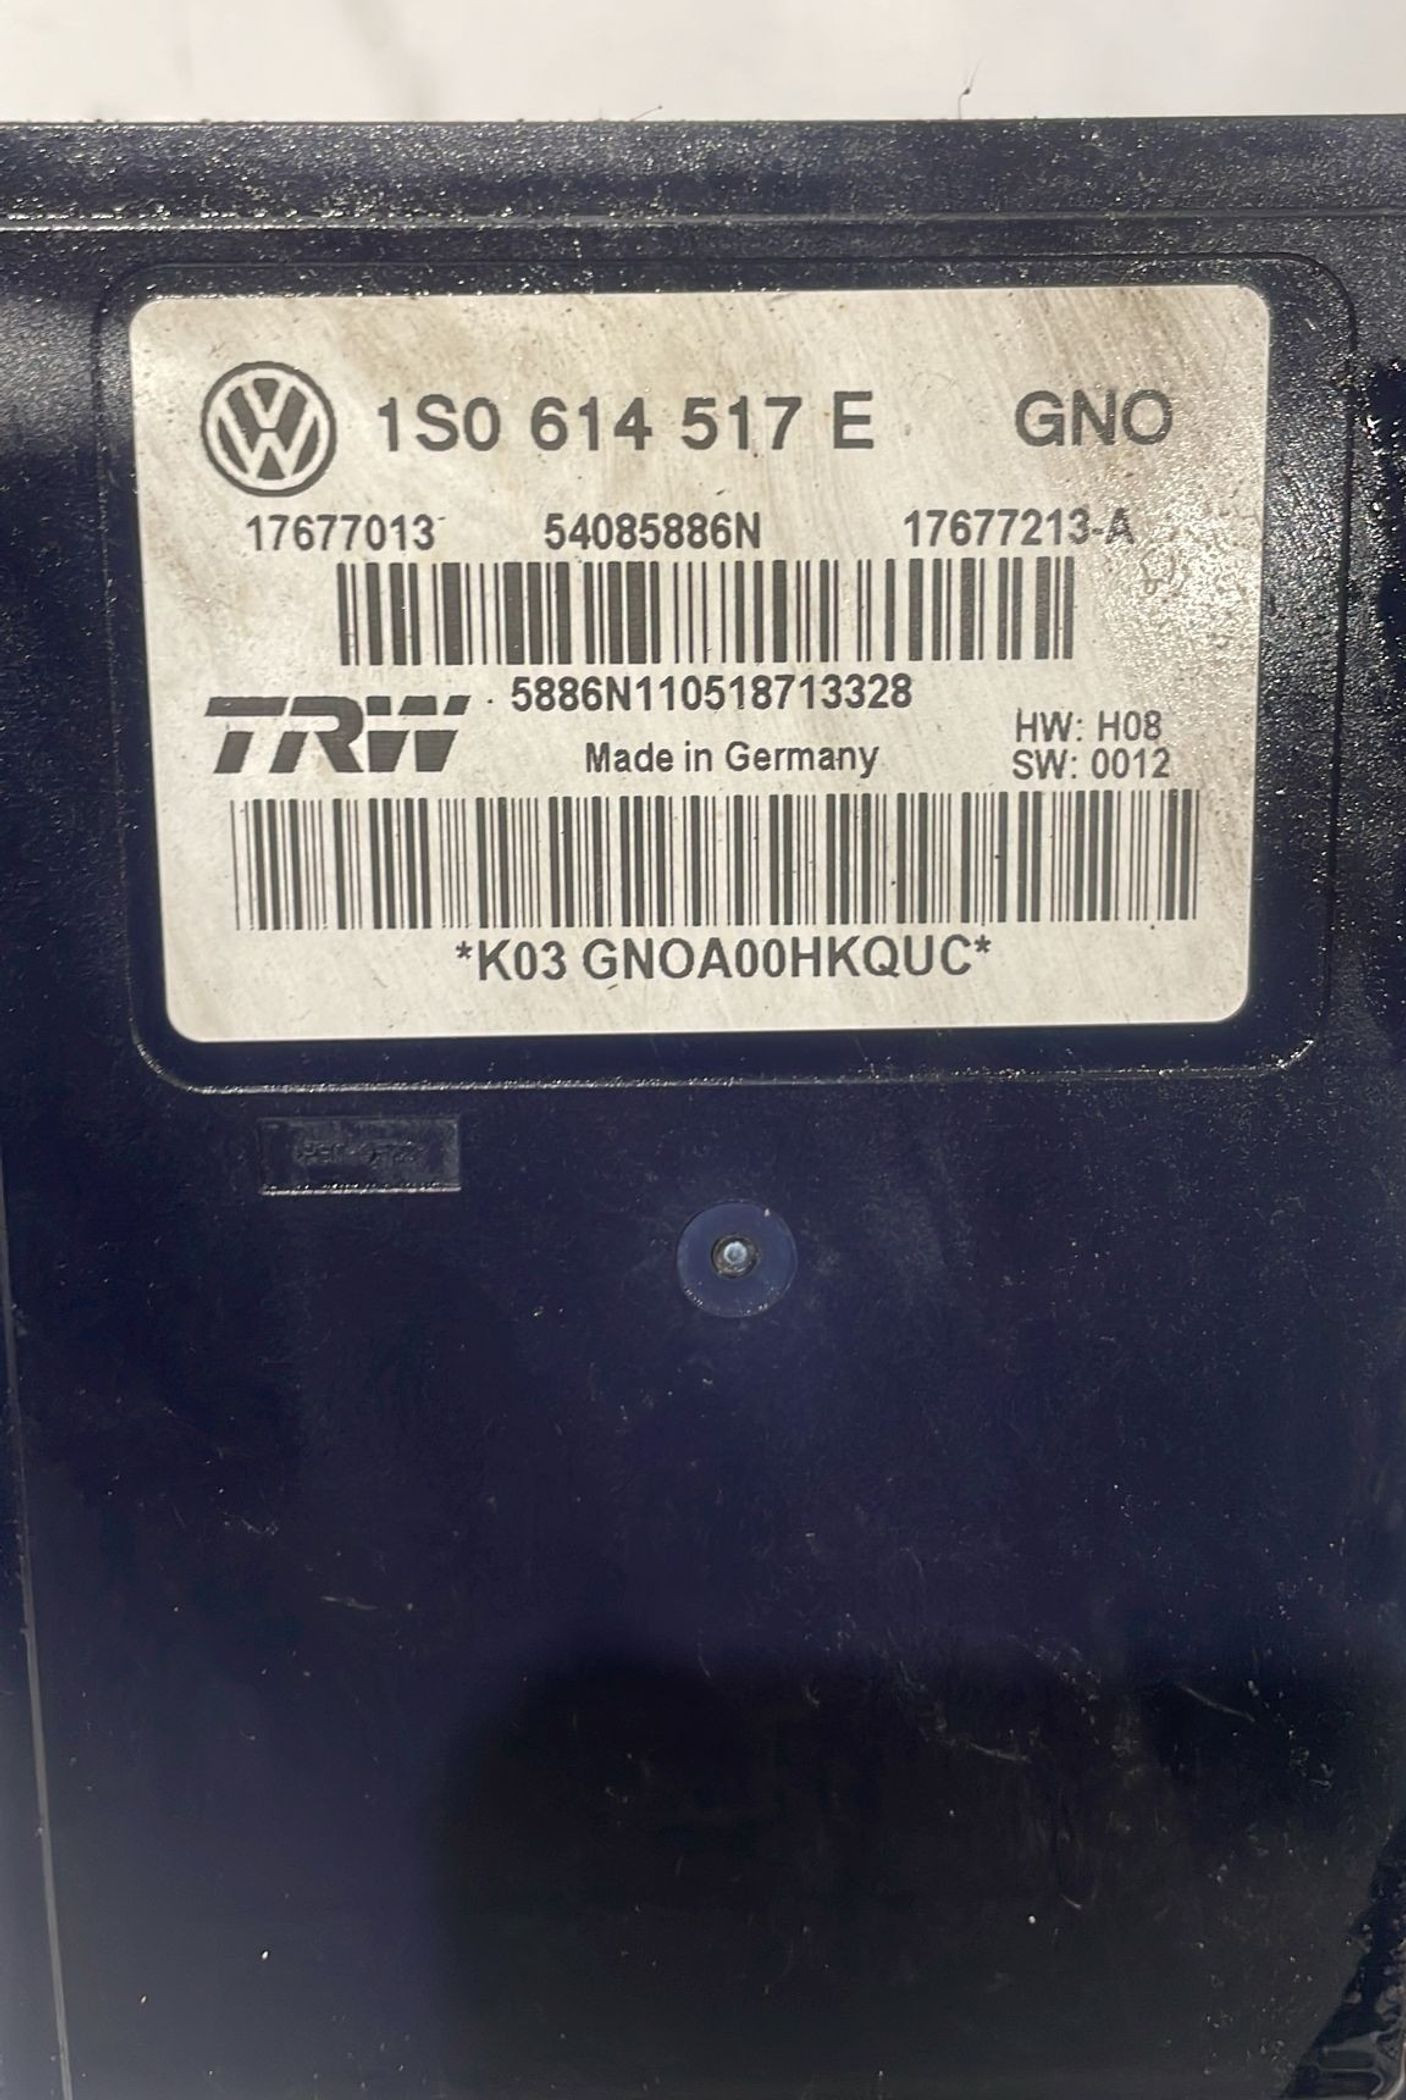 1S0 614 517 E GNO
17677013 54085886N 17677213-A
5886N110518713328
TRW
Made in Germany
HW: H08
SW: 0012
*K03 GNOA00HKQUC*